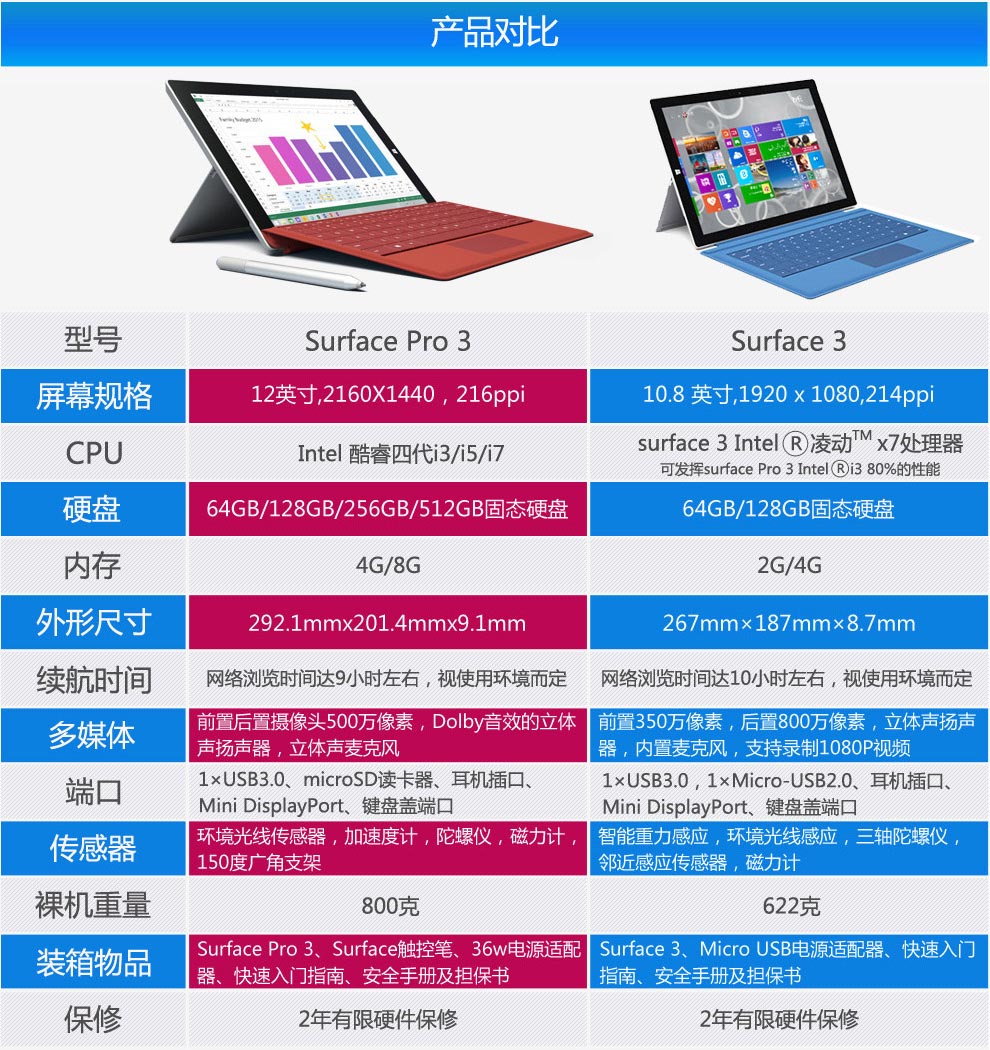 产品对比
Family Budget 2015
型号
Surface Pro 3
Surface 3
屏幕规格
12英寸,2160X1440，216ppi
10.8 英寸,1920 x 1080,214ppi
CPU
Intel 酷睿四代i3/i5/i7
surface 3 Intel Ⓡ凌动TM x7处理器
可发挥surface Pro 3 IntelⓇi3 80%的性能
硬盘
64GB/128GB/256GB/512GB固态硬盘
64GB/128GB固态硬盘
内存
4G/8G
2G/4G
外形尺寸
292.1mmx201.4mmx9.1mm
267mm×187mm×8.7mm
续航时间
网络浏览时间达9小时左右，视使用环境而定
网络浏览时间达10小时左右，视使用环境而定
多媒体
前置后置摄像头500万像素，Dolby音效的立体
声扬声器，立体声麦克风
前置350万像素，后置800万像素，立体声扬声
器，内置麦克风，支持录制1080P视频
端口
1×USB3.0、microSD读卡器、耳机插口、
Mini DisplayPort、键盘盖端口
1×USB3.0，1×Micro-USB2.0、耳机插口、
Mini DisplayPort、键盘盖端口
传感器
环境光线传感器，加速度计，陀螺仪，磁力计，
150度广角支架
智能重力感应，环境光线感应，三轴陀螺仪，
邻近感应传感器，磁力计
裸机重量
800克
622克
装箱物品
Surface Pro 3、Surface触控笔、36w电源适配
器、快速入门指南、安全手册及担保书
Surface 3、Micro USB电源适配器、快速入门
指南、安全手册及担保书
保修
2年有限硬件保修
2年有限硬件保修